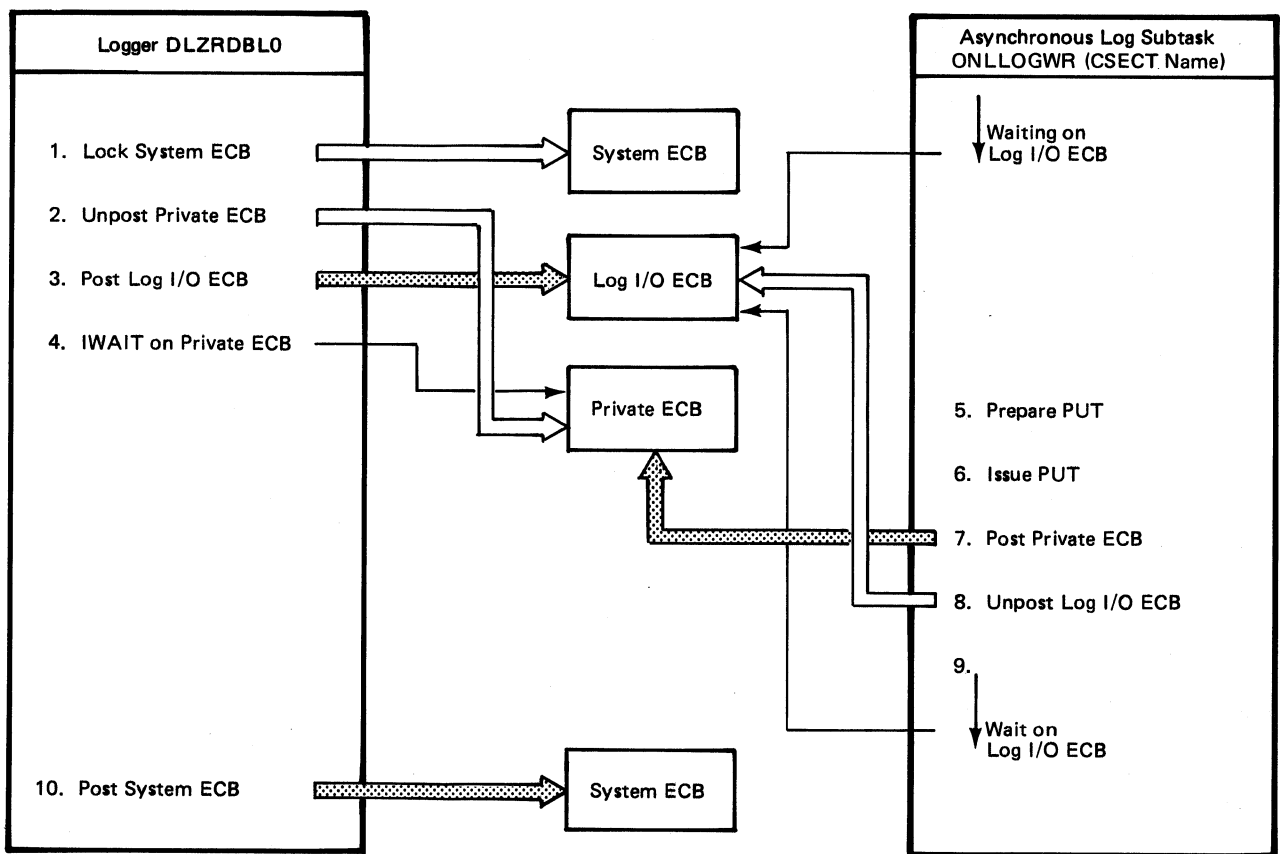 Logger DLZRDBL0
1. Lock System ECB
2. Unpost Private ECB
3. Post Log I/O ECB
4. IWAIT on Private ECB
10. Post System ECB
System ECB
Log I/O ECB
Private ECB
System ECB
Asynchronous Log Subtask
ONLLOGWR (CSECT Name)
Waiting on
Log I/O ECB
5. Prepare PUT
6. Issue PUT
7. Post Private ECB
8. Unpost Log I/O ECB
9.
Wait on
Log I/O ECB